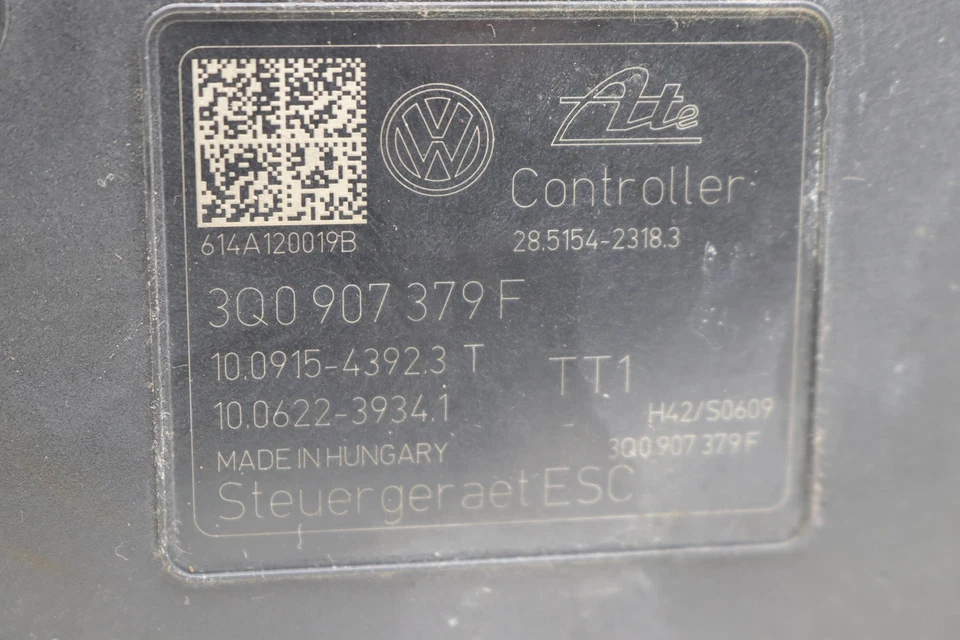 Ate
Controller
614A120019B
28.5154-2318.3
3Q0 907 379 F
10.0915-4392.3 T
TT1
10.0622-3934.1
H42/S0609
MADE IN HUNGARY
3Q0 907 379 F
Steuergeraet ESC